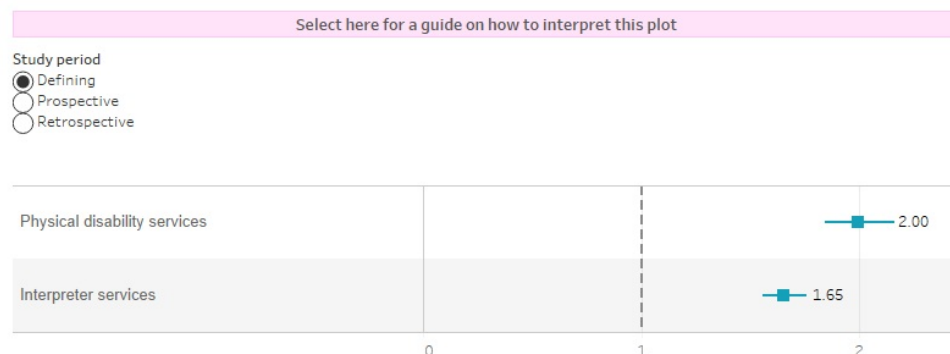 Select here for a guide on how to interpret this plot
Study period
Defining
Prospective
Retrospective
Physical disability services
2.00
Interpreter services
1.65
0
1
2